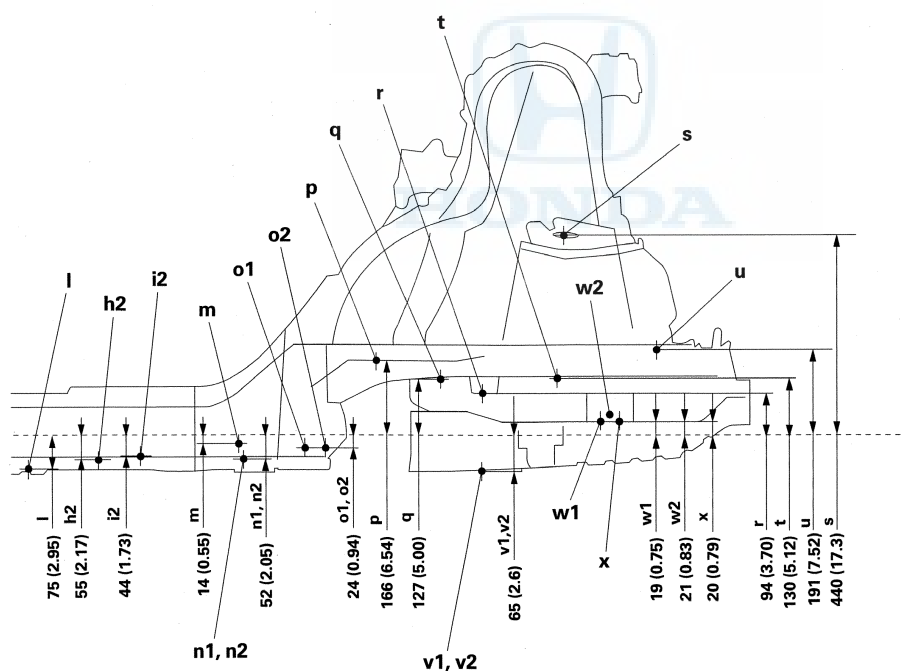 t
r
s
q
HONDA
p
o2
o1
w2
u
l
h2
i2
m
l
75 (2.95)
h2
55 (2.17)
i2
44 (1.73)
m
14 (0.55)
n1, n2
52 (2.05)
o1, o2
24 (0.94)
p
166 (6.54)
q
127 (5.00)
v1,v2
65 (2.6)
w1
x
w1
19 (0.75)
w2
21 (0.83)
x
20 (0.79)
r
94 (3.70)
t
130 (5.12)
u
191 (7.52)
s
440 (17.3)
n1, n2
v1, v2